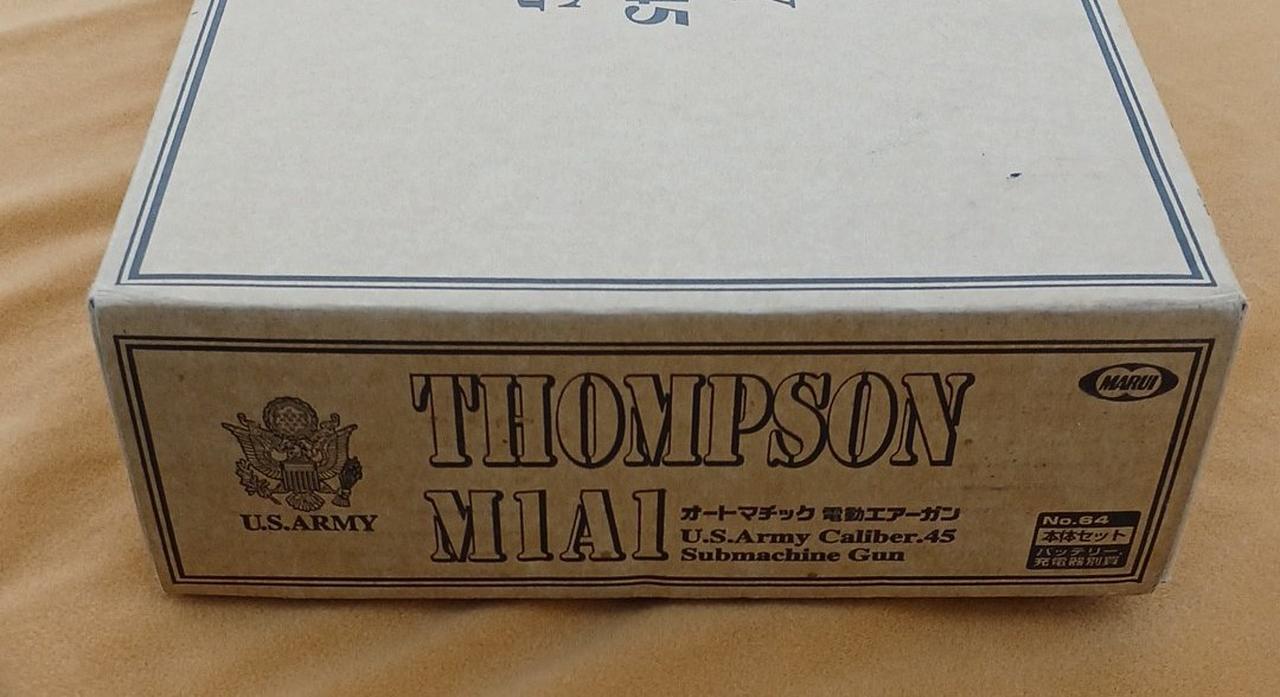 45
THOMPSON
MARUI
U.S.ARMY
M1A1
オートマチック 電動エアーガン
U.S.Army Caliber.45
Submachine Gun
No.64
本体セット
バッテリー
充電器別買